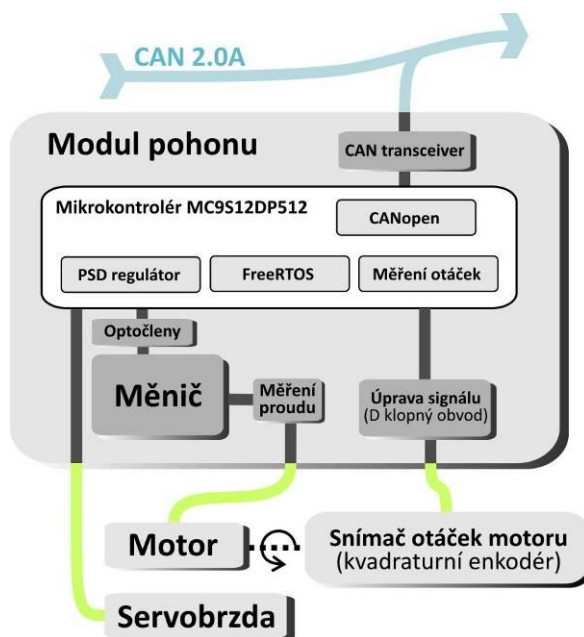 CAN 2.0A
Modul pohonu
CAN transceiver
Mikrokontrolér MC9S12DP512
CANopen
PSD regulátor
FreeRTOS
Měření otáček
Optočleny
Měnič
Měření
proudu
Úprava signálu
(D klopný obvod)
Motor
Snímač otáček motoru
(kvadraturní enkodér)
Servobrzda